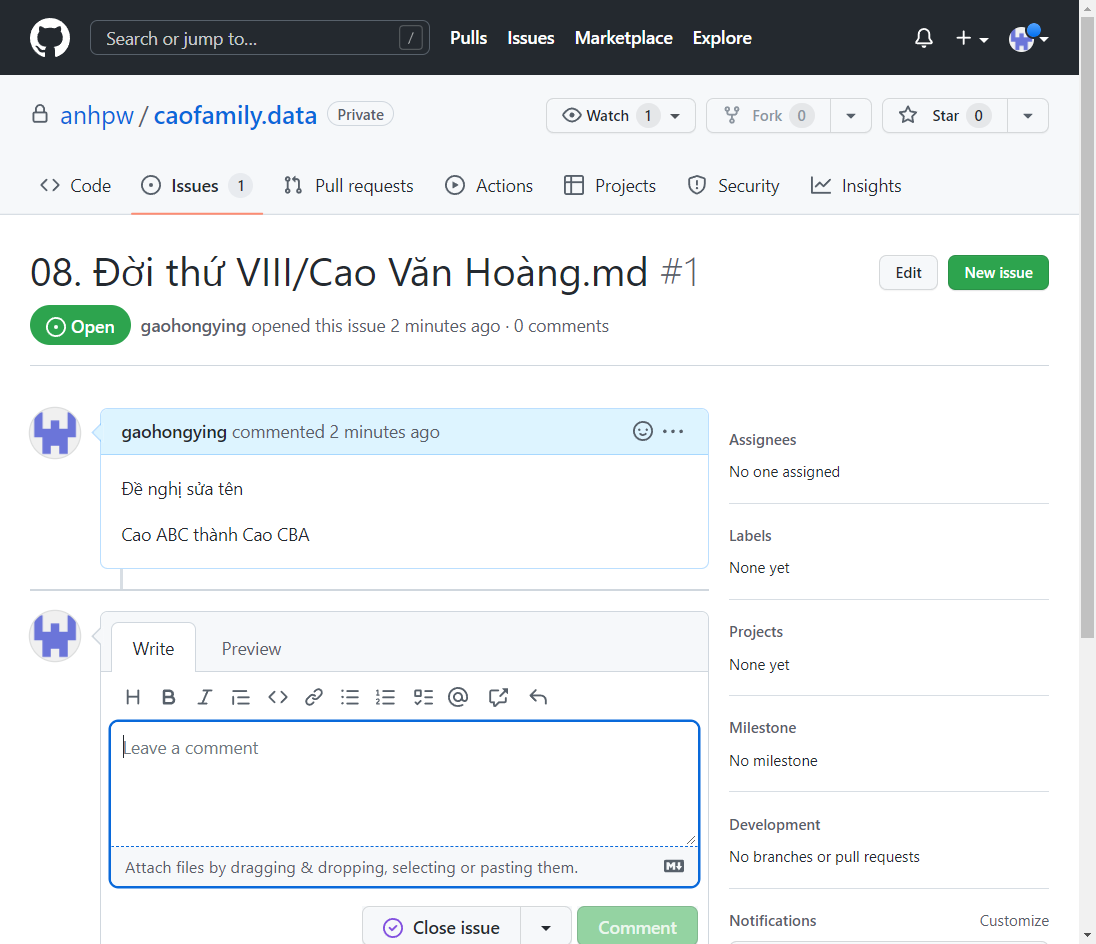 Search or jump to... /
Pulls Issues Marketplace Explore
anhpw / caofamily.data Private
Watch 1 Fork 0 Star 0
Code Issues 1 Pull requests Actions Projects Security Insights
08. Đời thứ VIII/Cao Văn Hoàng.md #1
Edit New issue
Open gaohongying opened this issue 2 minutes ago · 0 comments
gaohongying commented 2 minutes ago
Đề nghị sửa tên
Cao ABC thành Cao CBA
Write Preview
H B I
Leave a comment
Attach files by dragging & dropping, selecting or pasting them.
Close issue Comment
Assignees
No one assigned
Labels
None yet
Projects
None yet
Milestone
No milestone
Development
No branches or pull requests
Notifications Customize